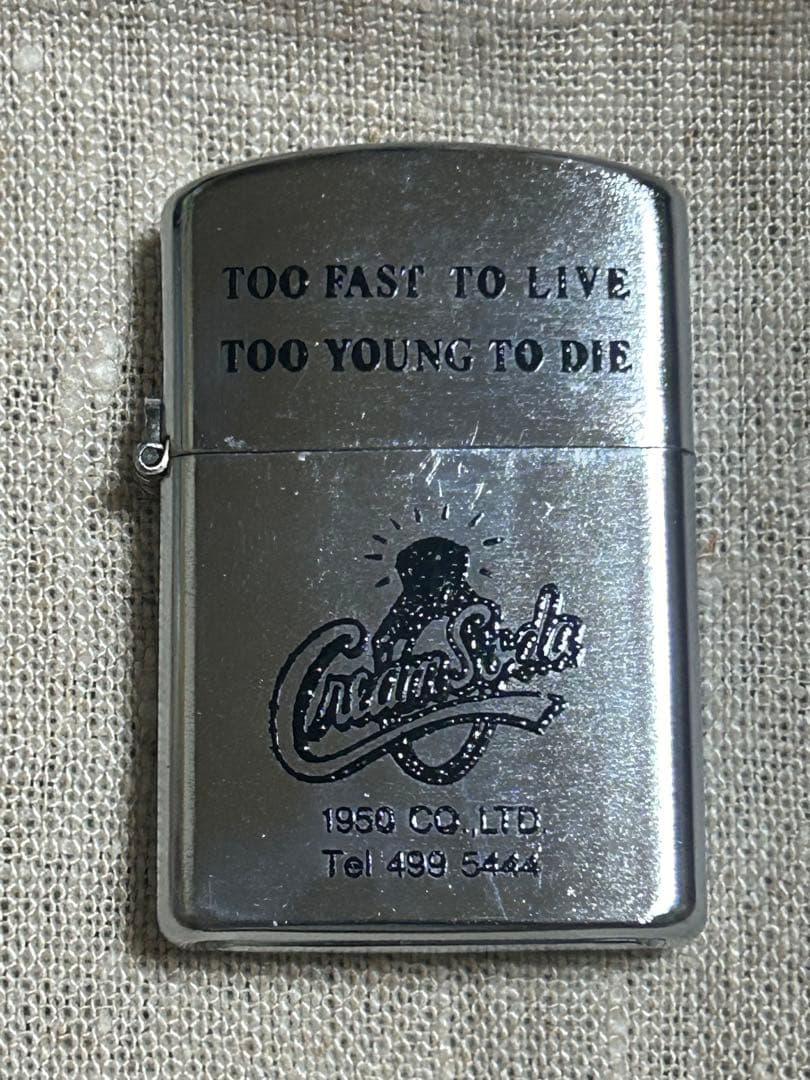 TOO FAST TO LIVE
TOO YOUNG TO DIE
Cream Soda
1950 CO.,LTD.
Tel 499 5444